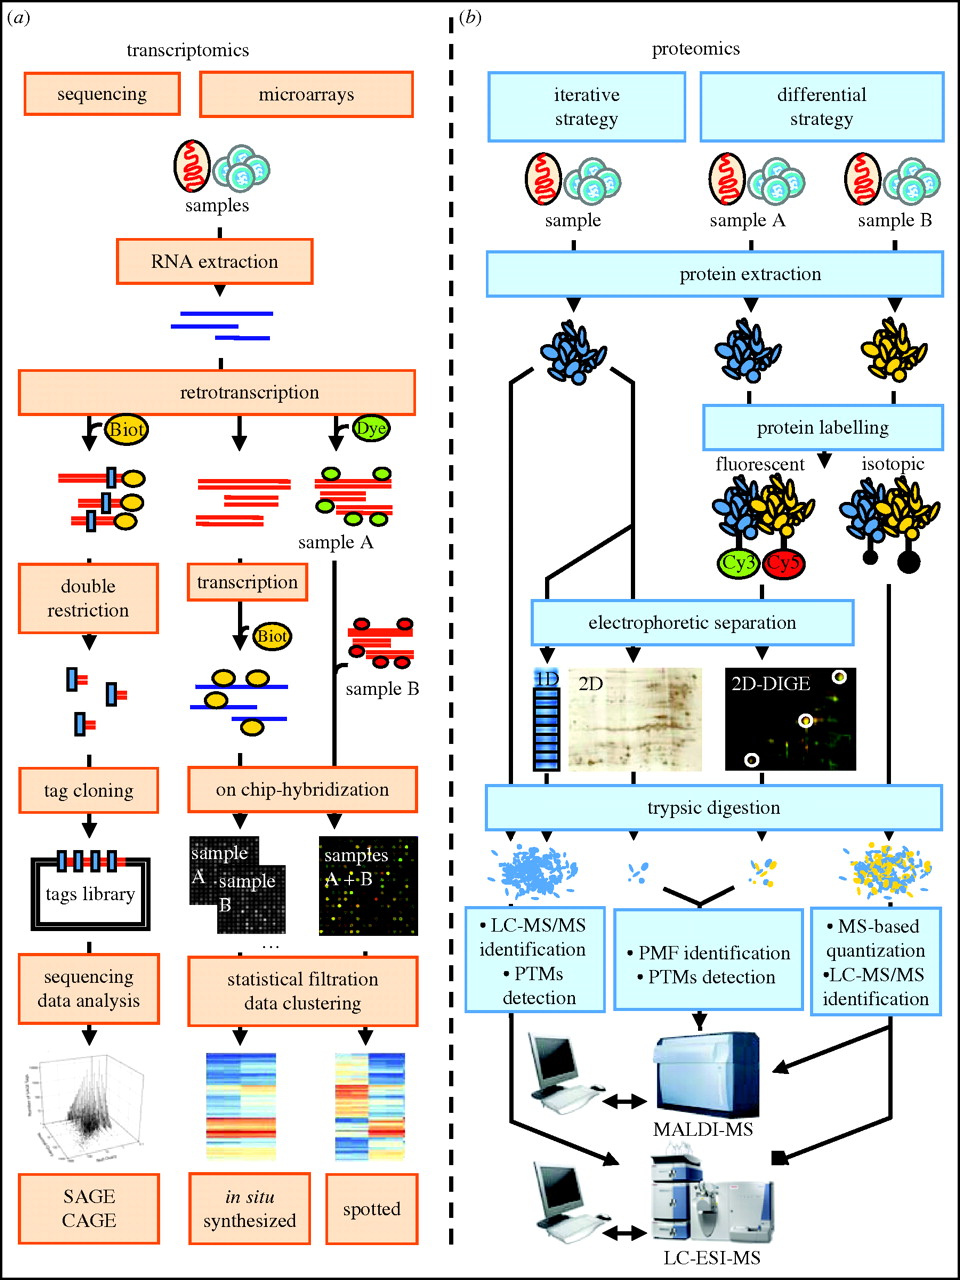 (a)
transcriptomics
sequencing
microarrays
samples
RNA extraction
retrotranscription
Biot
Dye
sample A
double
restriction
transcription
Biot
sample B
tag cloning
on chip-hybridization
tags library
sample
A
sample
B
samples
A + B
...
sequencing
data analysis
statistical filtration
data clustering
SAGE
CAGE
in situ
synthesized
spotted
(b)
proteomics
iterative
strategy
differential
strategy
sample
sample A
sample B
protein extraction
protein labelling
fluorescent
isotopic
Cy3
Cy5
electrophoretic separation
1D
2D
2D-DIGE
trypsic digestion
• LC-MS/MS
identification
• PTMs
detection
• PMF identification
• PTMs detection
• MS-based
quantization
•LC-MS/MS
identification
MALDI-MS
LC-ESI-MS